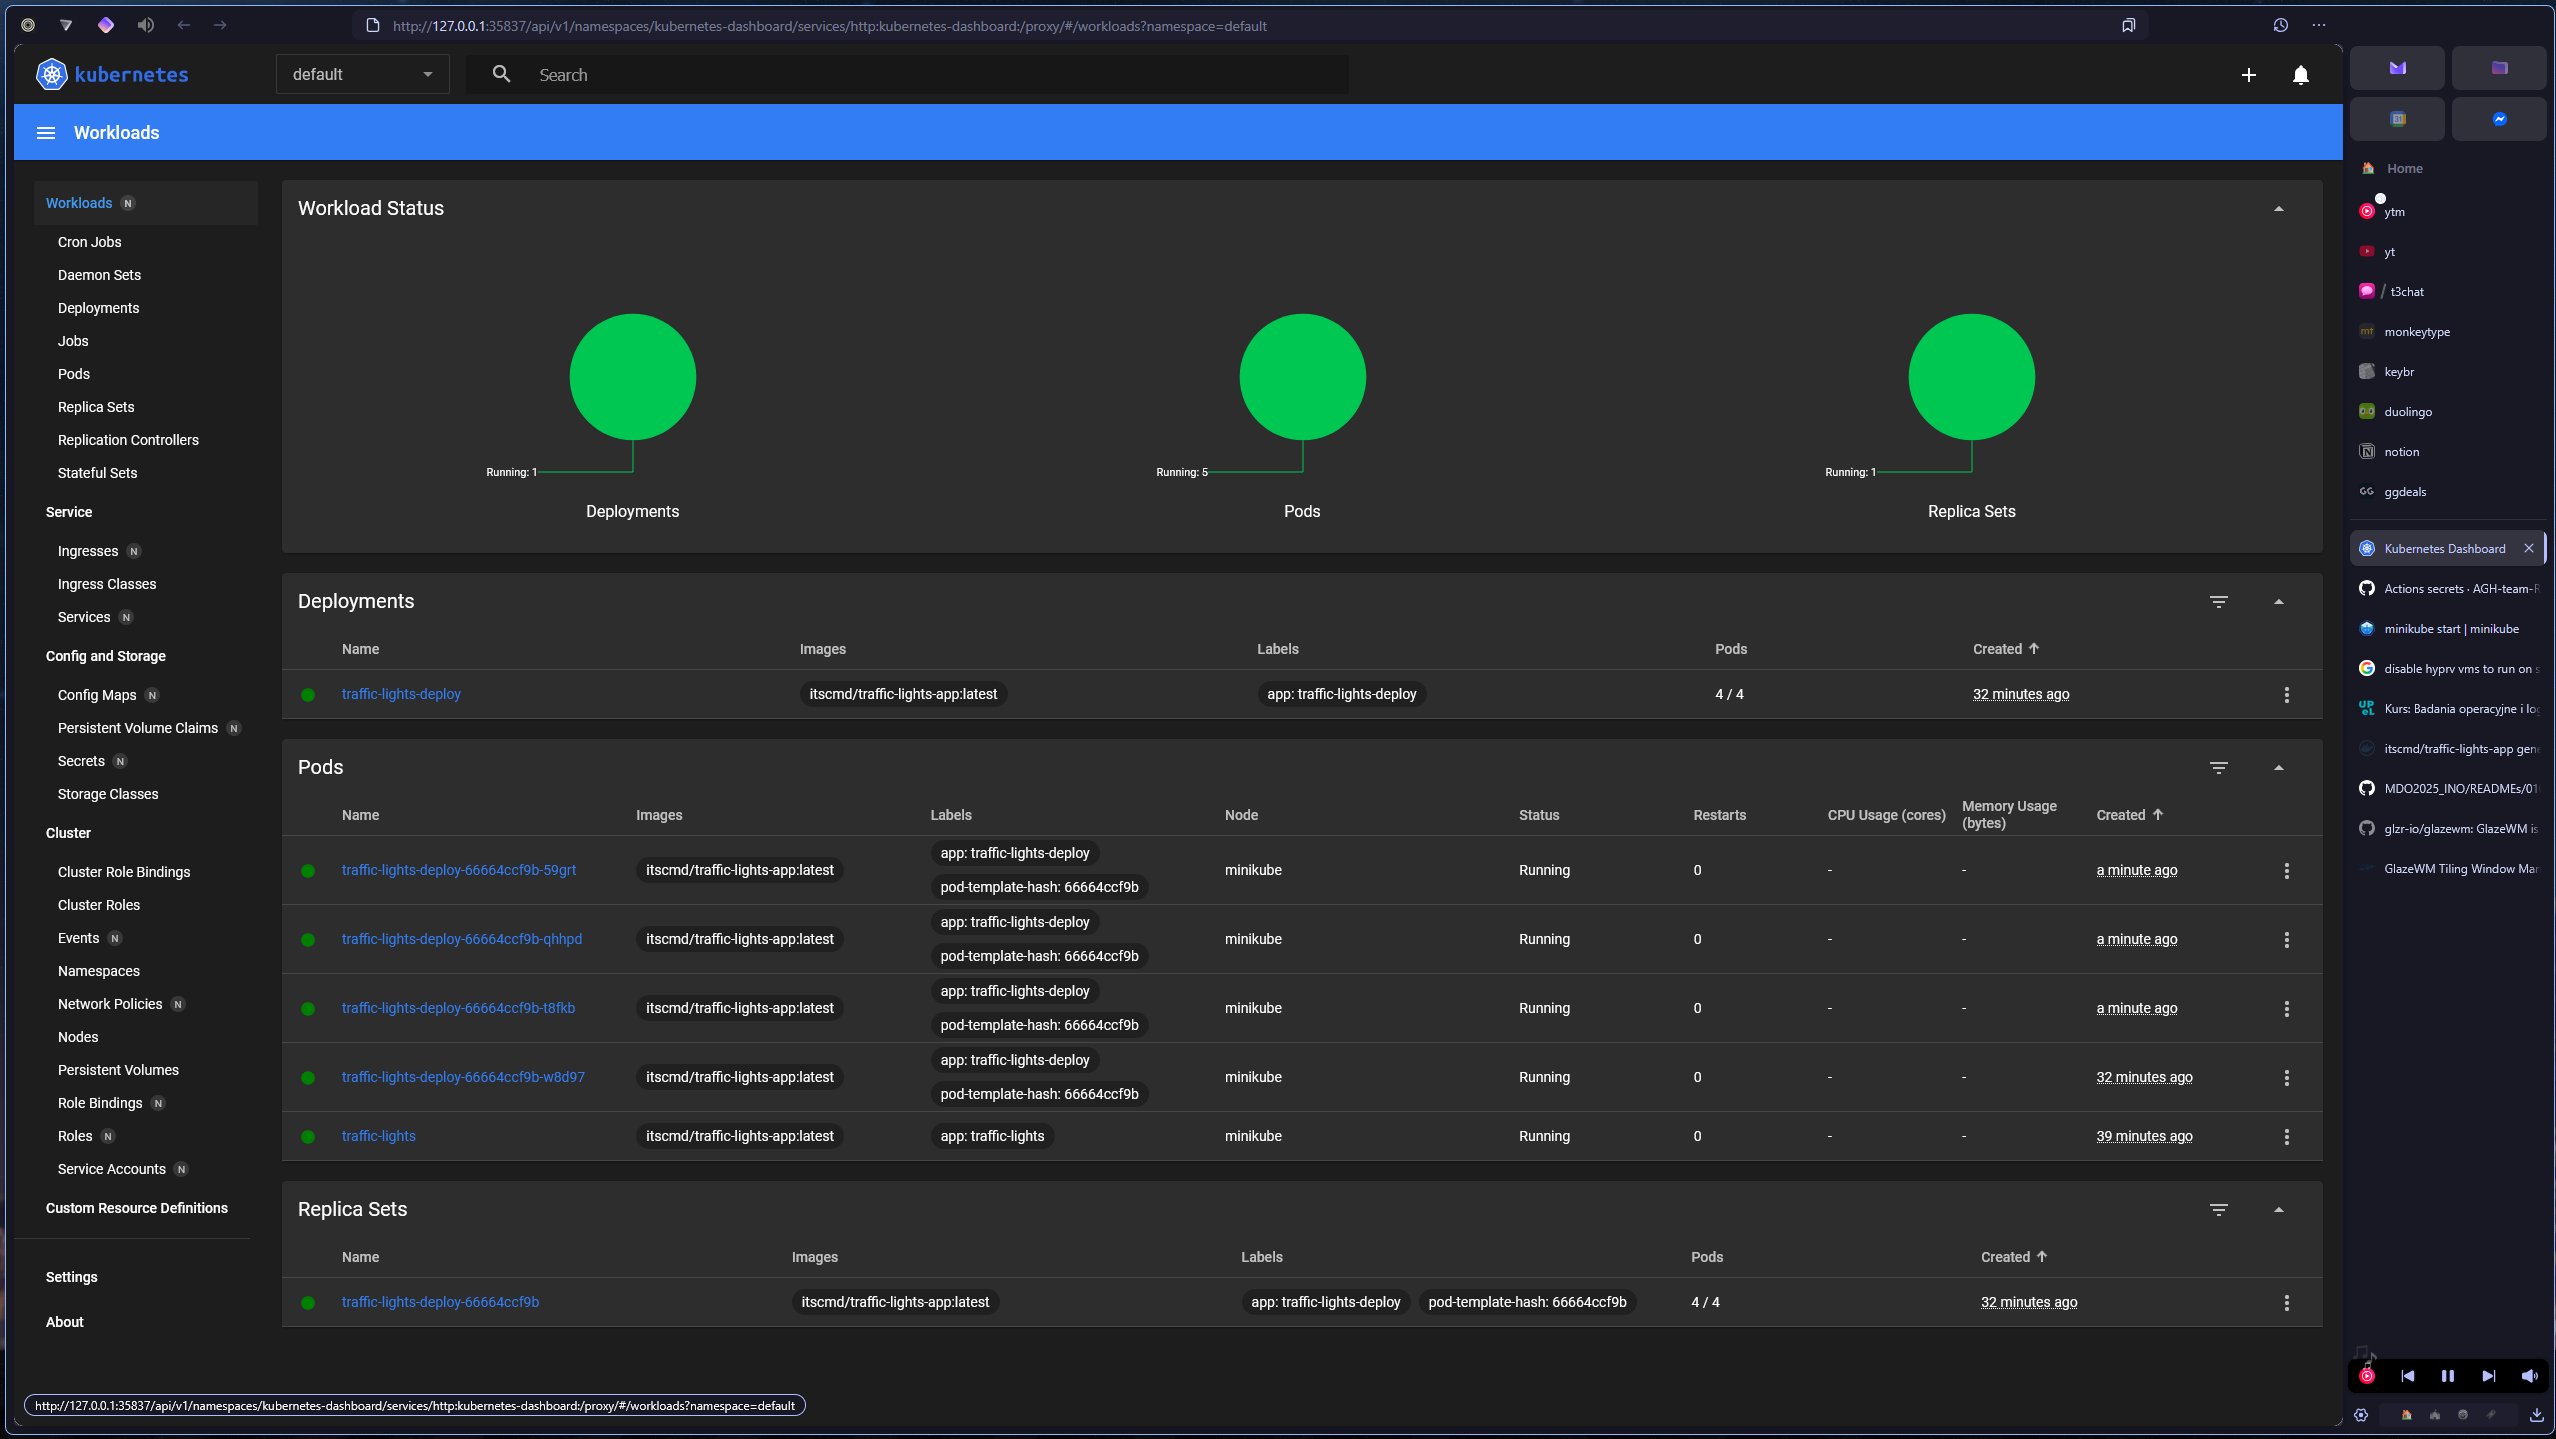 http://127.0.0.1:35837/api/v1/namespaces/kubernetes-dashboard/services/http:kubernetes-dashboard:/proxy/#/workloads?namespace=default
kubernetes
default
Search
Workloads
Workloads N
Cron Jobs
Daemon Sets
Deployments
Jobs
Pods
Replica Sets
Replication Controllers
Stateful Sets
Service
Ingresses N
Ingress Classes
Services N
Config and Storage
Config Maps N
Persistent Volume Claims N
Secrets N
Storage Classes
Cluster
Cluster Role Bindings
Cluster Roles
Events N
Namespaces
Network Policies N
Nodes
Persistent Volumes
Role Bindings N
Roles N
Service Accounts N
Custom Resource Definitions
Settings
About
Workload Status
Running: 1
Deployments
Running: 5
Pods
Running: 1
Replica Sets
Deployments
Name Images Labels Pods Created
traffic-lights-deploy itscmd/traffic-lights-app:latest app: traffic-lights-deploy 4 / 4 32 minutes ago
Pods
Name Images Labels Node Status Restarts CPU Usage (cores) Memory Usage (bytes) Created
traffic-lights-deploy-66664ccf9b-59grt itscmd/traffic-lights-app:latest app: traffic-lights-deploy pod-template-hash: 66664ccf9b minikube Running 0 - - a minute ago
traffic-lights-deploy-66664ccf9b-qhhpd itscmd/traffic-lights-app:latest app: traffic-lights-deploy pod-template-hash: 66664ccf9b minikube Running 0 - - a minute ago
traffic-lights-deploy-66664ccf9b-t8fkb itscmd/traffic-lights-app:latest app: traffic-lights-deploy pod-template-hash: 66664ccf9b minikube Running 0 - - a minute ago
traffic-lights-deploy-66664ccf9b-w8d97 itscmd/traffic-lights-app:latest app: traffic-lights-deploy pod-template-hash: 66664ccf9b minikube Running 0 - - 32 minutes ago
traffic-lights itscmd/traffic-lights-app:latest app: traffic-lights minikube Running 0 - - 39 minutes ago
Replica Sets
Name Images Labels Pods Created
traffic-lights-deploy-66664ccf9b itscmd/traffic-lights-app:latest app: traffic-lights-deploy pod-template-hash: 66664ccf9b 4 / 4 32 minutes ago
http://127.0.0.1:35837/api/v1/namespaces/kubernetes-dashboard/services/http:kubernetes-dashboard:/proxy/#/workloads?namespace=default
31
Home
ytm
yt
/ t3chat
mt monkeytype
keybr
duolingo
notion
GG ggdeals
Kubernetes Dashboard
Actions secrets · AGH-team-R
minikube start | minikube
disable hyprv vms to run on s
UPeL Kurs: Badania operacyjne i log
itscmd/traffic-lights-app gene
MDO2025_INO/READMEs/01
glzr-io/glazewm: GlazeWM is
GlazeWM Tiling Window Man